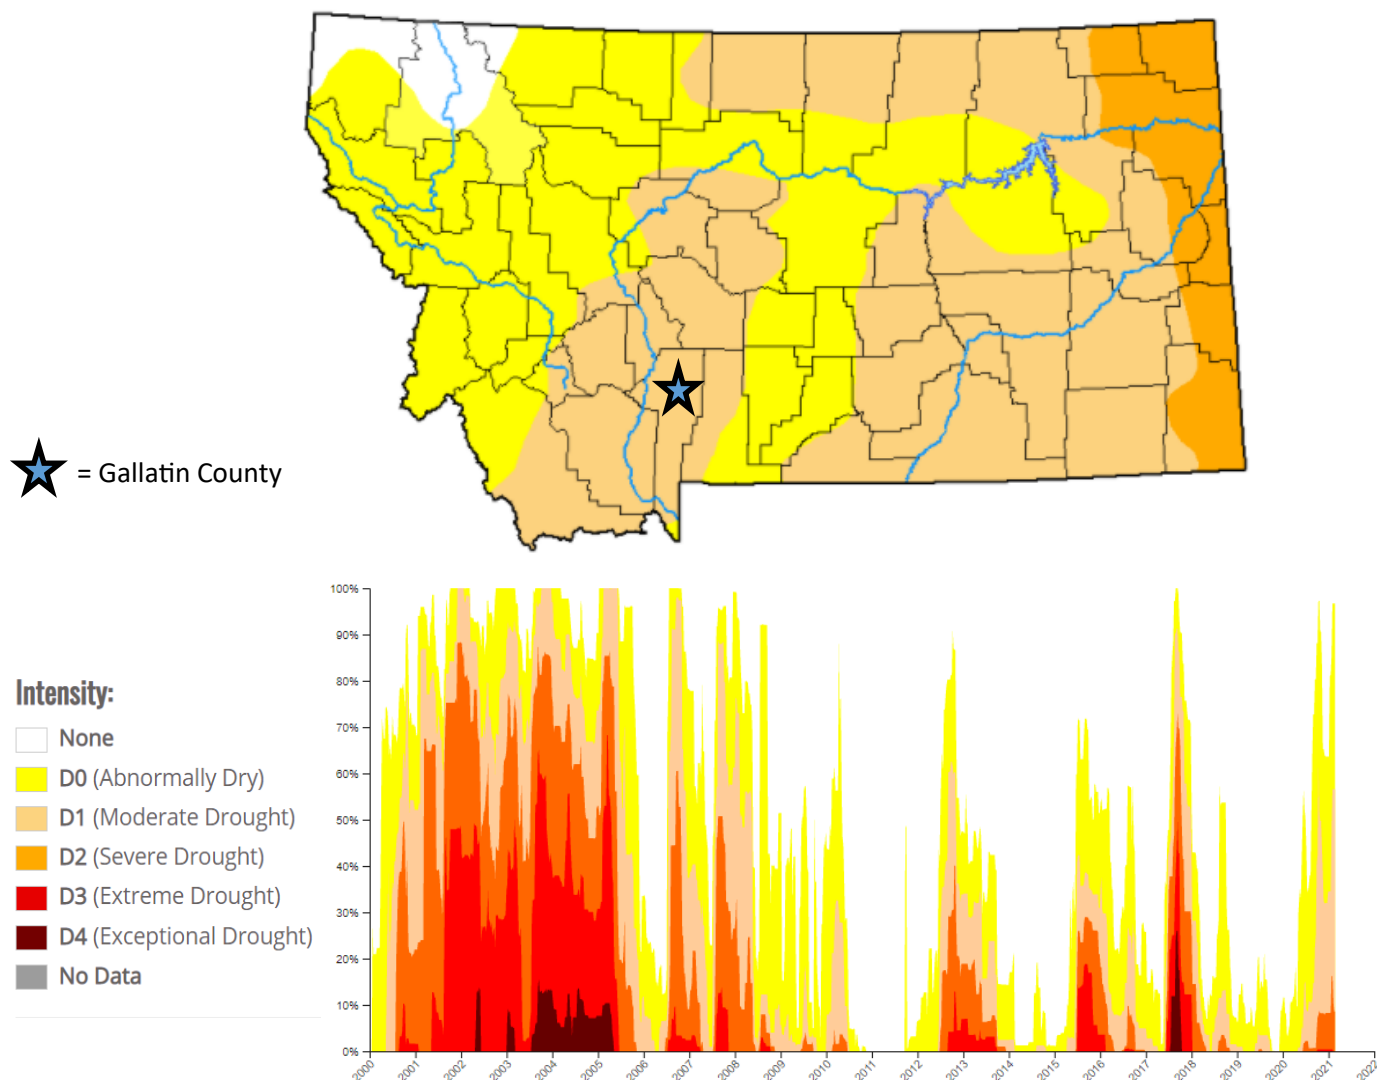 = Gallatin County
Intensity:
None
D0 (Abnormally Dry)
D1 (Moderate Drought)
D2 (Severe Drought)
D3 (Extreme Drought)
D4 (Exceptional Drought)
No Data
100%
90%
80%
70%
60%
50%
40%
30%
20%
10%
0%
2000 2001 2002 2003 2004 2005 2006 2007 2008 2009 2010 2011 2012 2013 2014 2015 2016 2017 2018 2019 2020 2021 2022